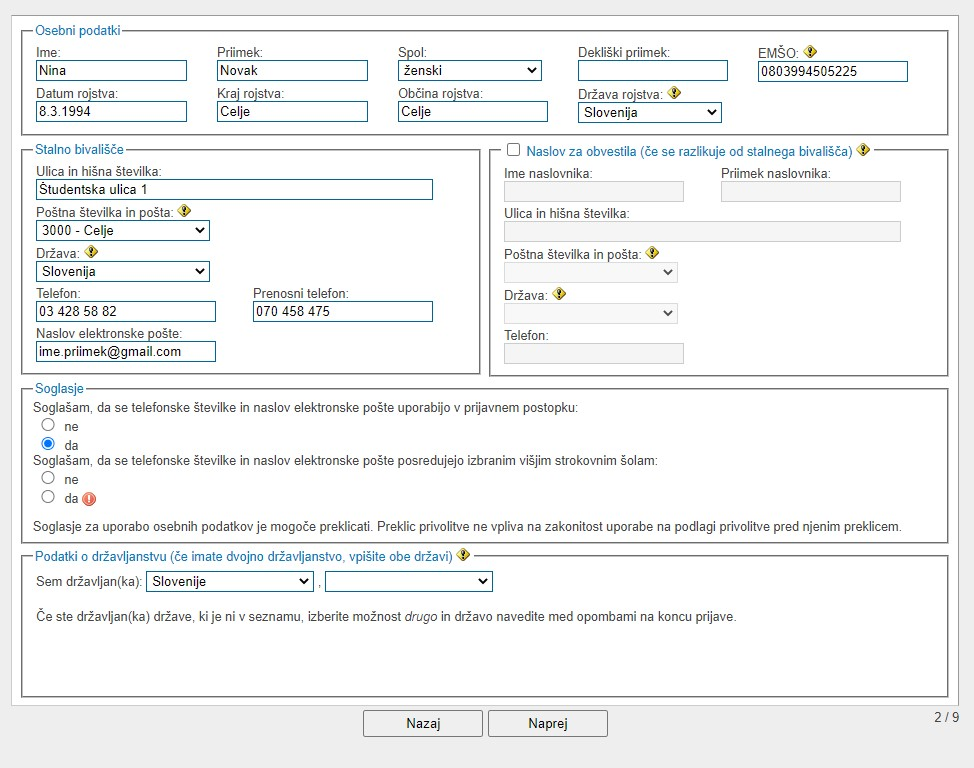 Osebni podatki
Ime: Priimek: Spol: Dekliški priimek: EMŠO:
Nina Novak ženski 0803994505225
Datum rojstva: Kraj rojstva: Občina rojstva: Država rojstva:
8.3.1994 Celje Celje Slovenija
Stalno bivališče
Ulica in hišna številka:
Študentska ulica 1
Poštna številka in pošta:
3000 - Celje
Država:
Slovenija
Telefon: Prenosni telefon:
03 428 58 82 070 458 475
Naslov elektronske pošte:
ime.priimek@gmail.com
Naslov za obvestila (če se razlikuje od stalnega bivališča)
Ime naslovnika: Priimek naslovnika:
Ulica in hišna številka:
Poštna številka in pošta:
Država:
Telefon:
Soglasje
Soglašam, da se telefonske številke in naslov elektronske pošte uporabijo v prijavnem postopku:
ne
da
Soglašam, da se telefonske številke in naslov elektronske pošte posredujejo izbranim višjim strokovnim šolam:
ne
da
Soglasje za uporabo osebnih podatkov je mogoče preklicati. Preklic privolitve ne vpliva na zakonitost uporabe na podlagi privolitve pred njenim preklicem.
Podatki o državljanstvu (če imate dvojno državljanstvo, vpišite obe državi)
Sem državljan(ka): Slovenije ,
Če ste državljan(ka) države, ki je ni v seznamu, izberite možnost drugo in državo navedite med opombami na koncu prijave.
Nazaj Naprej 2 / 9